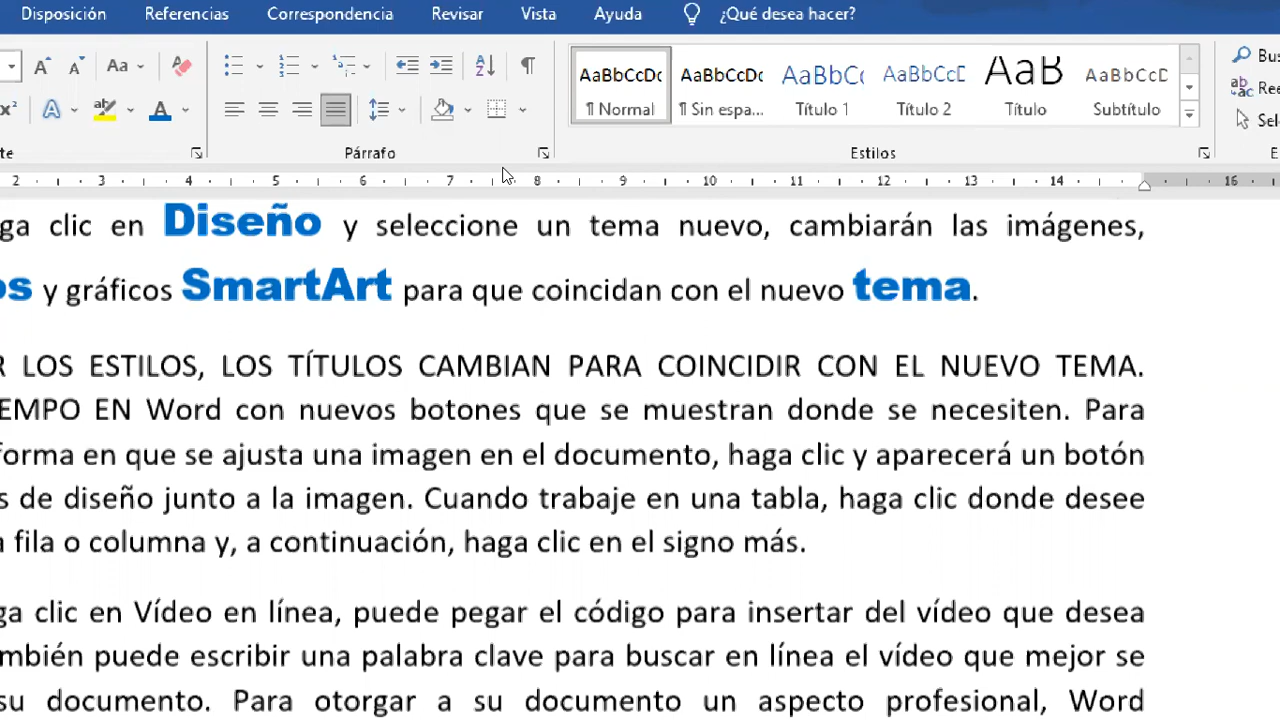 Disposición Referencias Correspondencia Revisar Vista Ayuda ¿Qué desea hacer?
Aa
AaBbCcDc AaBbCcDc AaBbC AaBbCcD AaB AaBbCcD
¶ Normal ¶ Sin espa... Título 1 Título 2 Título Subtítulo
Párrafo Estilos
2 3 4 5 6 7 8 9 10 11 12 13 14 16
clic en Diseño y seleccione un tema nuevo, cambiarán las imágenes,
y gráficos SmartArt para que coincidan con el nuevo tema.
LOS ESTILOS, LOS TÍTULOS CAMBIAN PARA COINCIDIR CON EL NUEVO TEMA.
EN Word con nuevos botones que se muestran donde se necesiten. Para
forma en que se ajusta una imagen en el documento, haga clic y aparecerá un botón
de diseño junto a la imagen. Cuando trabaje en una tabla, haga clic donde desee
fila o columna y, a continuación, haga clic en el signo más.
clic en Vídeo en línea, puede pegar el código para insertar del vídeo que desea
puede escribir una palabra clave para buscar en línea el vídeo que mejor se
su documento. Para otorgar a su documento un aspecto profesional, Word